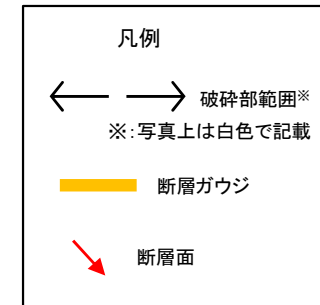 凡例
破砕部範囲※
※：写真上は白色で記載
断層ガウジ
断層面